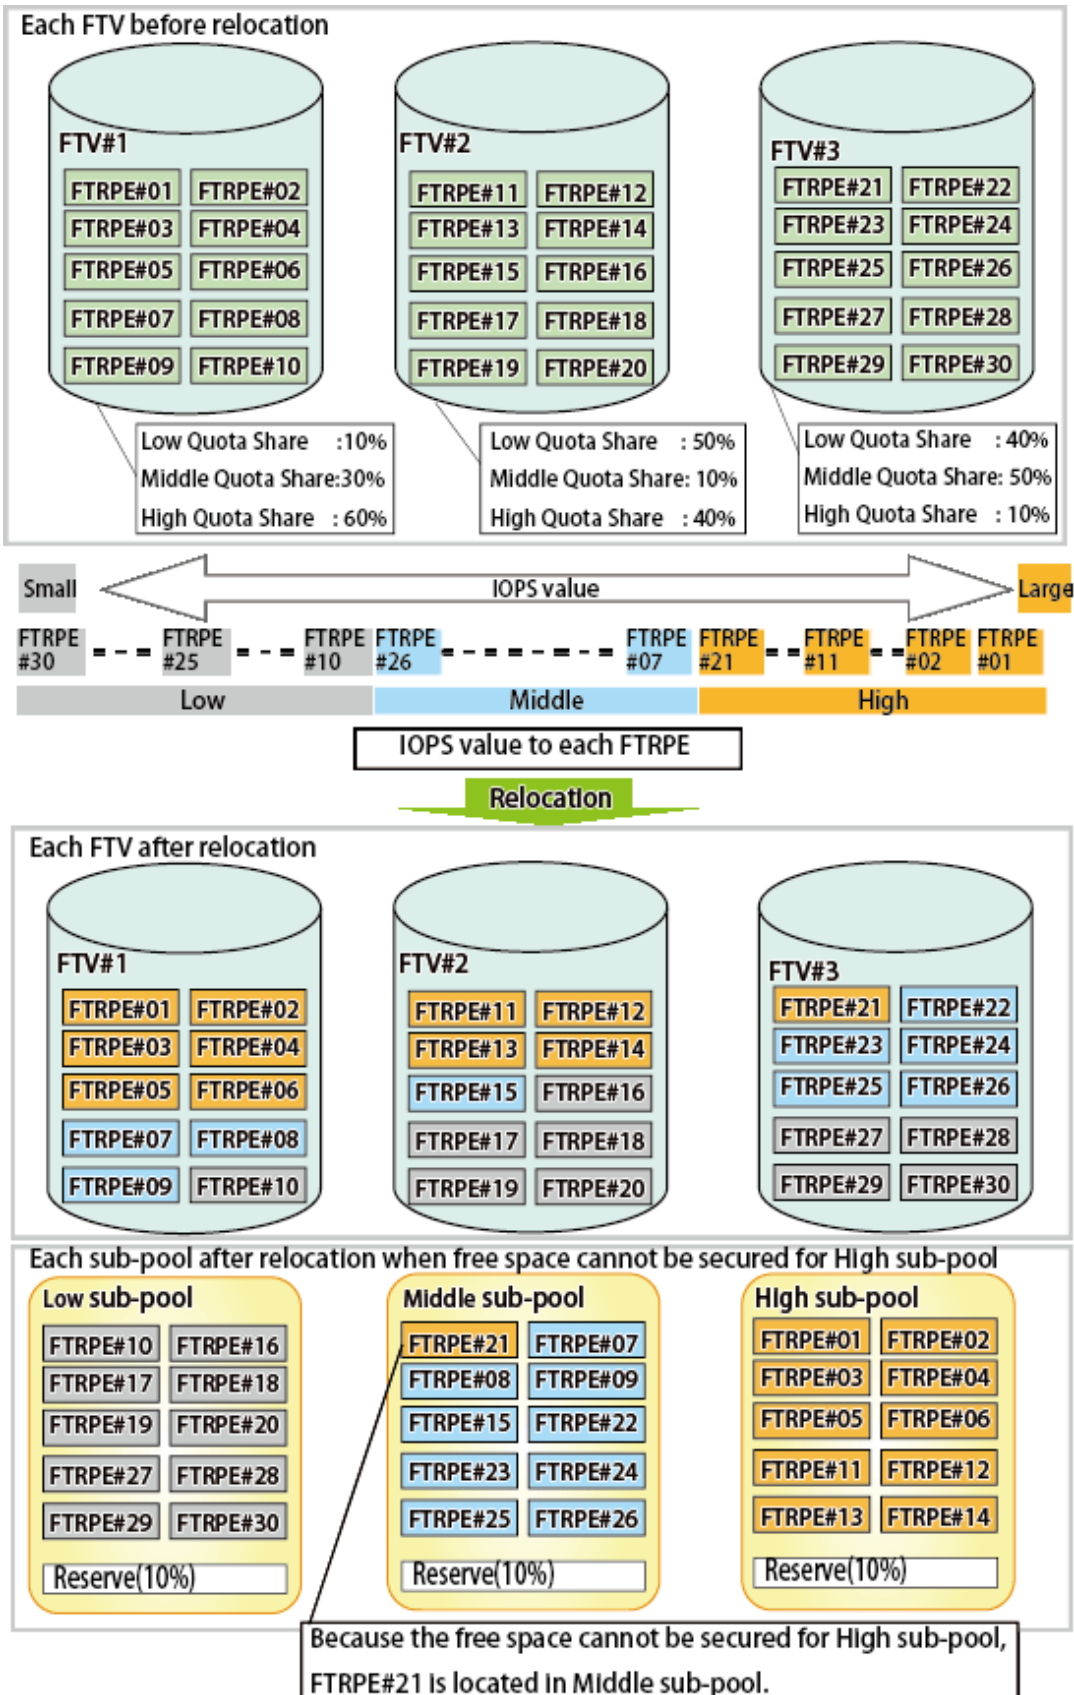 Each FTV before relocation
FTV#1
FTRPE#01 FTRPE#02
FTRPE#03 FTRPE#04
FTRPE#05 FTRPE#06
FTRPE#07 FTRPE#08
FTRPE#09 FTRPE#10
Low Quota Share :10%
Middle Quota Share:30%
High Quota Share : 60%
FTV#2
FTRPE#11 FTRPE#12
FTRPE#13 FTRPE#14
FTRPE#15 FTRPE#16
FTRPE#17 FTRPE#18
FTRPE#19 FTRPE#20
Low Quota Share : 50%
Middle Quota Share: 10%
High Quota Share : 40%
FTV#3
FTRPE#21 FTRPE#22
FTRPE#23 FTRPE#24
FTRPE#25 FTRPE#26
FTRPE#27 FTRPE#28
FTRPE#29 FTRPE#30
Low Quota Share : 40%
Middle Quota Share: 50%
High Quota Share : 10%
Small
IOPS value
Large
FTRPE
#30
FTRPE
#25
FTRPE
#10
FTRPE
#26
FTRPE
#07
FTRPE
#21
FTRPE
#11
FTRPE
#02
FTRPE
#01
Low
Middle
High
IOPS value to each FTRPE
Relocation
Each FTV after relocation
FTV#1
FTRPE#01 FTRPE#02
FTRPE#03 FTRPE#04
FTRPE#05 FTRPE#06
FTRPE#07 FTRPE#08
FTRPE#09 FTRPE#10
FTV#2
FTRPE#11 FTRPE#12
FTRPE#13 FTRPE#14
FTRPE#15 FTRPE#16
FTRPE#17 FTRPE#18
FTRPE#19 FTRPE#20
FTV#3
FTRPE#21 FTRPE#22
FTRPE#23 FTRPE#24
FTRPE#25 FTRPE#26
FTRPE#27 FTRPE#28
FTRPE#29 FTRPE#30
Each sub-pool after relocation when free space cannot be secured for High sub-pool
Low sub-pool
FTRPE#10 FTRPE#16
FTRPE#17 FTRPE#18
FTRPE#19 FTRPE#20
FTRPE#27 FTRPE#28
FTRPE#29 FTRPE#30
Reserve(10%)
Middle sub-pool
FTRPE#21 FTRPE#07
FTRPE#08 FTRPE#09
FTRPE#15 FTRPE#22
FTRPE#23 FTRPE#24
FTRPE#25 FTRPE#26
Reserve(10%)
High sub-pool
FTRPE#01 FTRPE#02
FTRPE#03 FTRPE#04
FTRPE#05 FTRPE#06
FTRPE#11 FTRPE#12
FTRPE#13 FTRPE#14
Reserve(10%)
Because the free space cannot be secured for High sub-pool,
FTRPE#21 is located in Middle sub-pool.